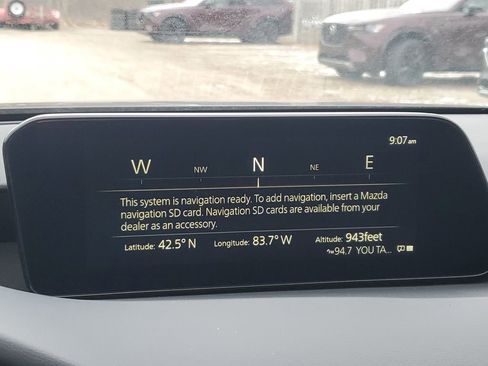 9:07 am
W NW N NE E
This system is navigation ready. To add navigation, insert a Mazda
navigation SD card. Navigation SD cards are available from your
dealer as an accessory.
Latitude: 42.5° N Longitude: 83.7° W Altitude: 943feet
94.7 YOU TA...